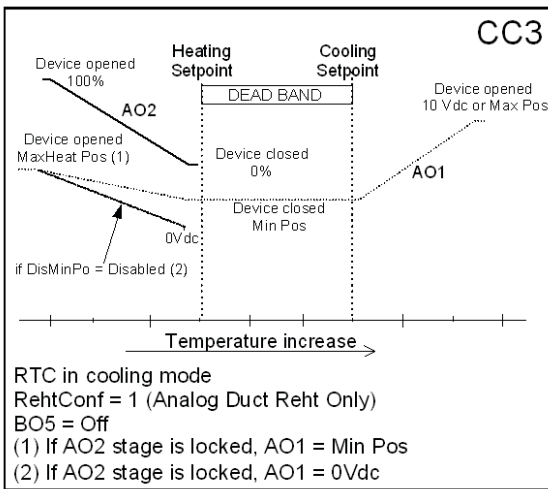 CC3
Heating
Setpoint
Cooling
Setpoint
Device opened
100%
AO2
DEAD BAND
Device opened
10 Vdc or Max Pos
Device opened
MaxHeat Pos (1)
Device closed
0%
AO1
Device closed
Min Pos
0Vdc
if DisMinPo = Disabled (2)
Temperature increase
RTC in cooling mode
RehtConf = 1 (Analog Duct Reht Only)
BO5 = Off
(1) If AO2 stage is locked, AO1 = Min Pos
(2) If AO2 stage is locked, AO1 = 0Vdc